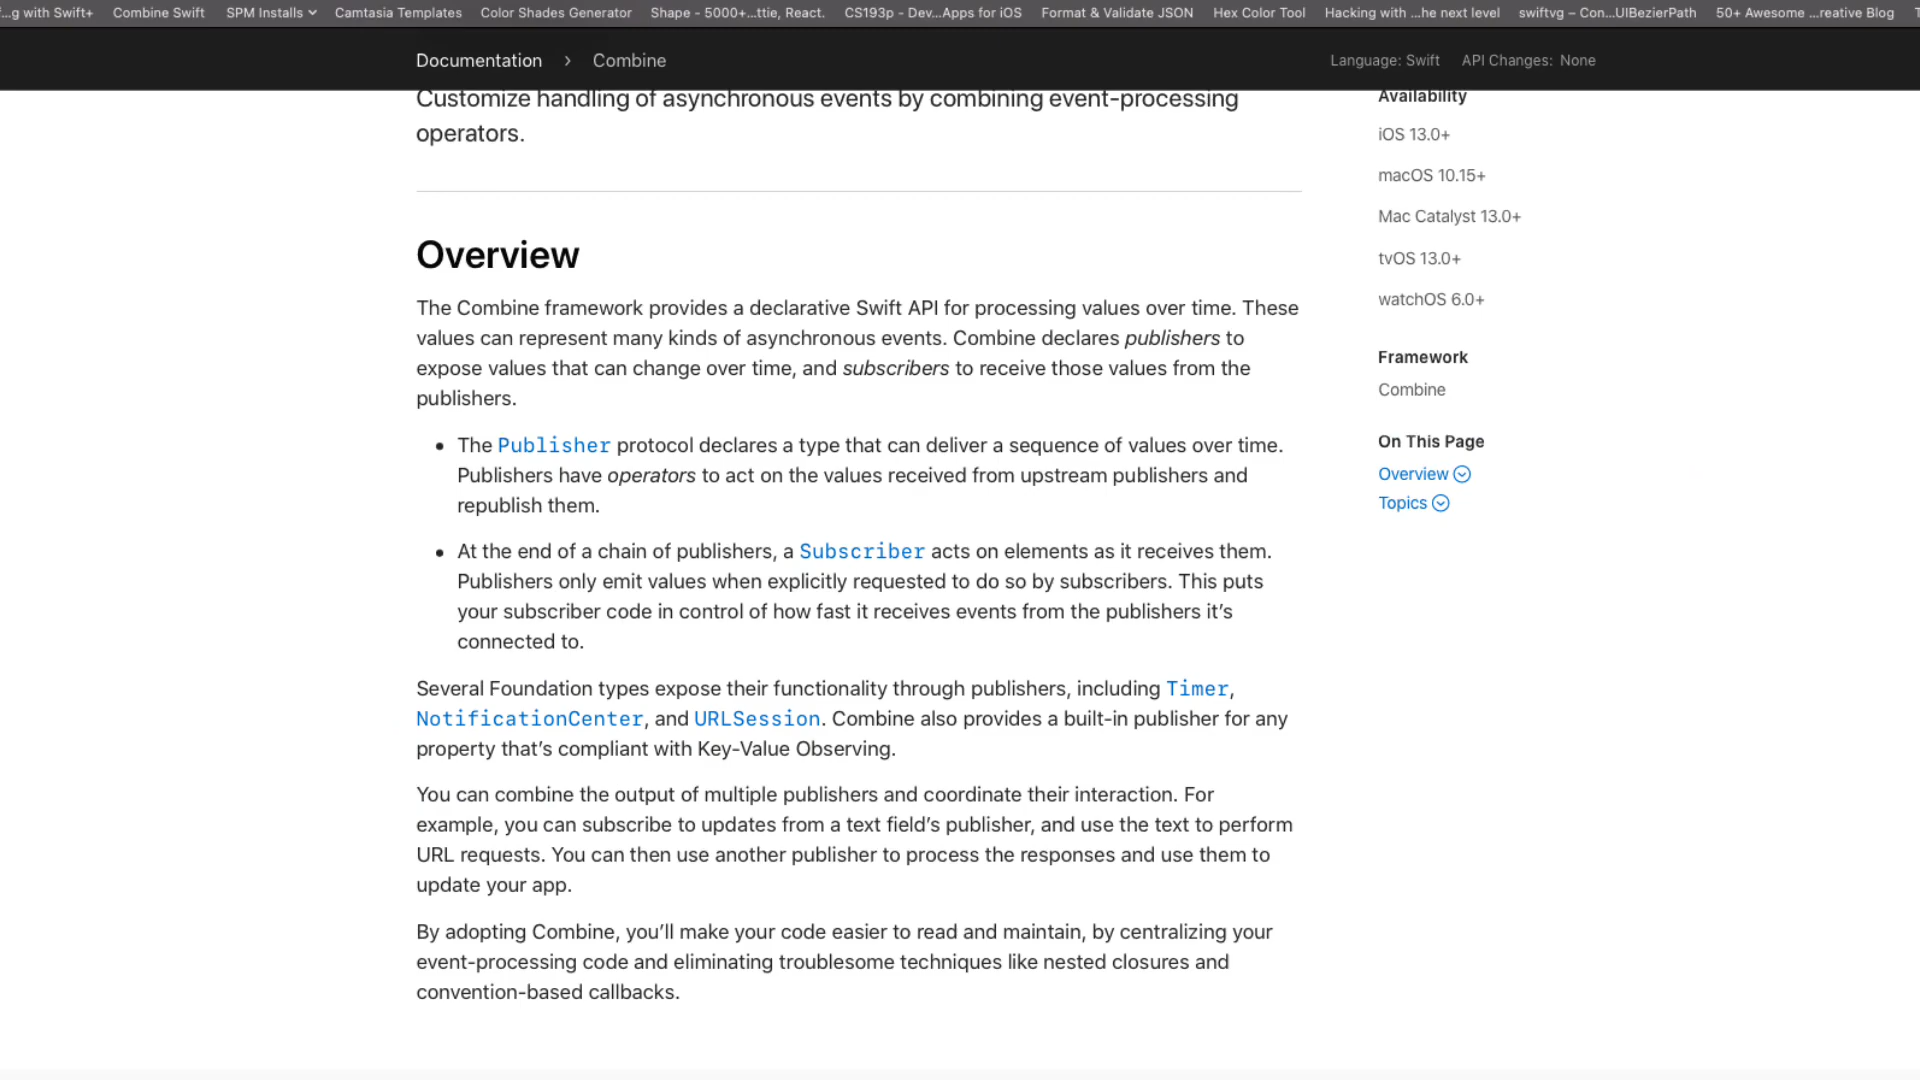 ...g with Swift+ Combine Swift SPM Installs Camtasia Templates Color Shades Generator Shape - 5000+...ttie, React. CS193p - Dev...Apps for iOS Format & Validate JSON Hex Color Tool Hacking with ...he next level swiftvg – Con...UIBezierPath 50+ Awesome ...reative Blog
Documentation > Combine Language: Swift API Changes: None
Customize handling of asynchronous events by combining event-processing
operators.
Overview
The Combine framework provides a declarative Swift API for processing values over time. These
values can represent many kinds of asynchronous events. Combine declares publishers to
expose values that can change over time, and subscribers to receive those values from the
publishers.
• The Publisher protocol declares a type that can deliver a sequence of values over time.
Publishers have operators to act on the values received from upstream publishers and
republish them.
• At the end of a chain of publishers, a Subscriber acts on elements as it receives them.
Publishers only emit values when explicitly requested to do so by subscribers. This puts
your subscriber code in control of how fast it receives events from the publishers it’s
connected to.
Several Foundation types expose their functionality through publishers, including Timer,
NotificationCenter, and URLSession. Combine also provides a built-in publisher for any
property that’s compliant with Key-Value Observing.
You can combine the output of multiple publishers and coordinate their interaction. For
example, you can subscribe to updates from a text field’s publisher, and use the text to perform
URL requests. You can then use another publisher to process the responses and use them to
update your app.
By adopting Combine, you’ll make your code easier to read and maintain, by centralizing your
event-processing code and eliminating troublesome techniques like nested closures and
convention-based callbacks.
Availability
iOS 13.0+
macOS 10.15+
Mac Catalyst 13.0+
tvOS 13.0+
watchOS 6.0+
Framework
Combine
On This Page
Overview
Topics